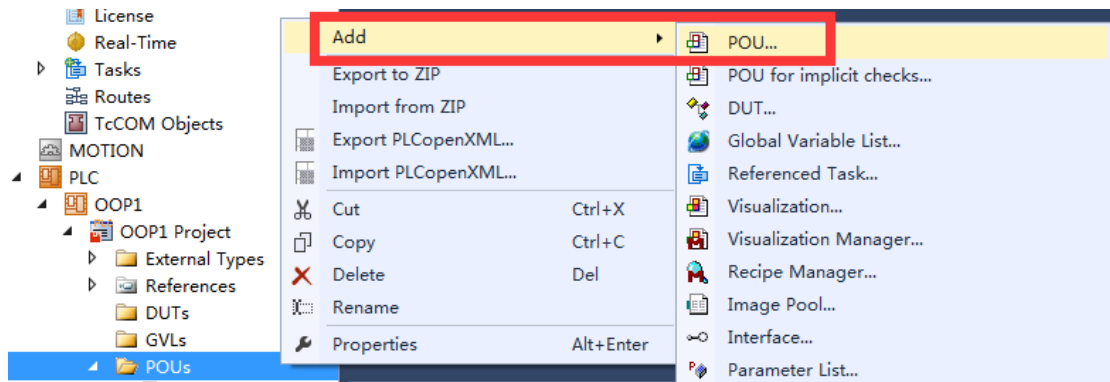 License
Real-Time
Tasks
Routes
TcCOM Objects
MOTION
PLC
OOP1
OOP1 Project
External Types
References
DUTs
GVLs
POUs
Add
Export to ZIP
Import from ZIP
Export PLCopenXML...
Import PLCopenXML...
Cut Ctrl+X
Copy Ctrl+C
Delete Del
Rename
Properties Alt+Enter
POU...
POU for implicit checks...
DUT...
Global Variable List...
Referenced Task...
Visualization...
Visualization Manager...
Recipe Manager...
Image Pool...
Interface...
Parameter List...